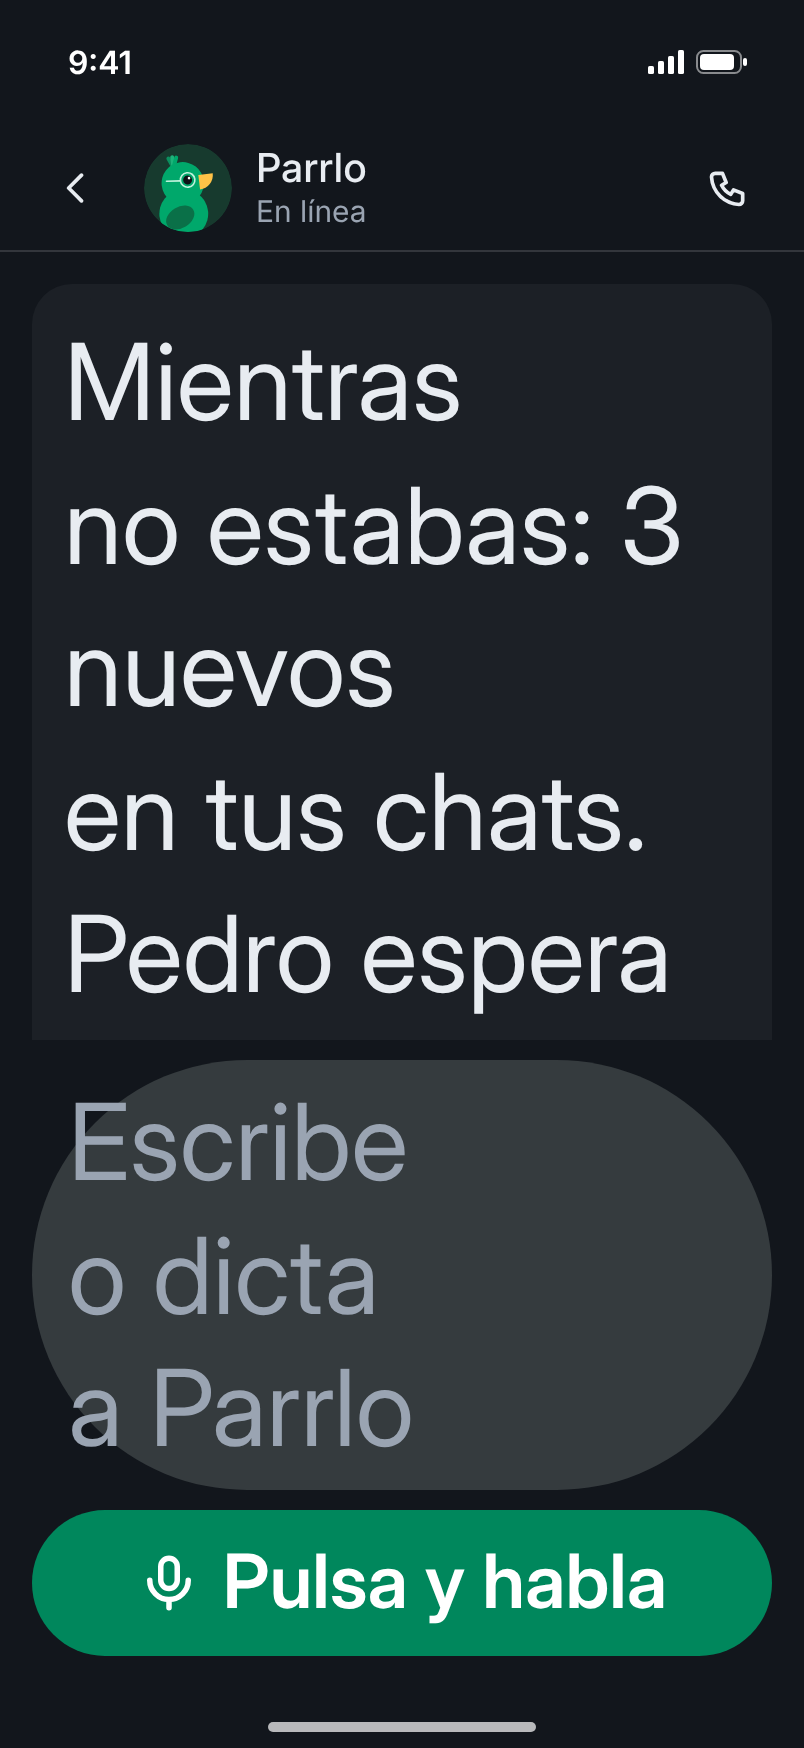 9:41
Parrlo
En línea
Mientras
no estabas: 3
nuevos
en tus chats.
Pedro espera
Escribe
o dicta
a Parrlo
Pulsa y habla